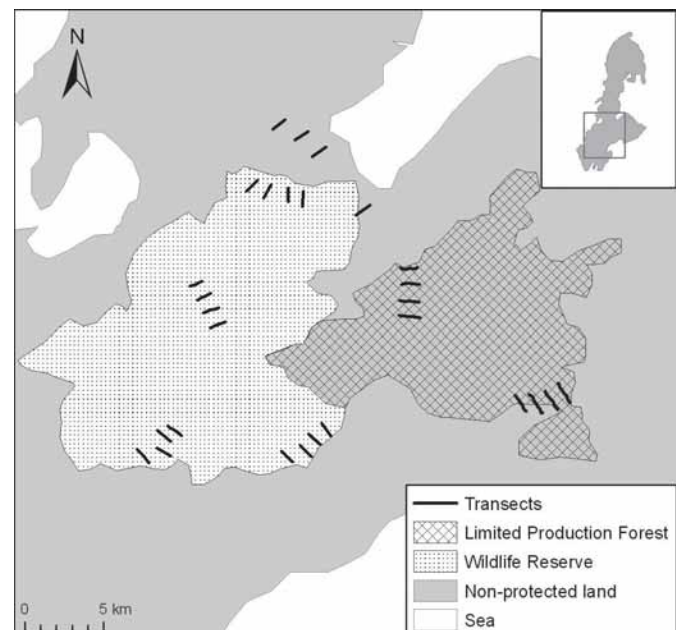 N
Transects
Limited Production Forest
Wildlife Reserve
Non-protected land
Sea
0 5 km